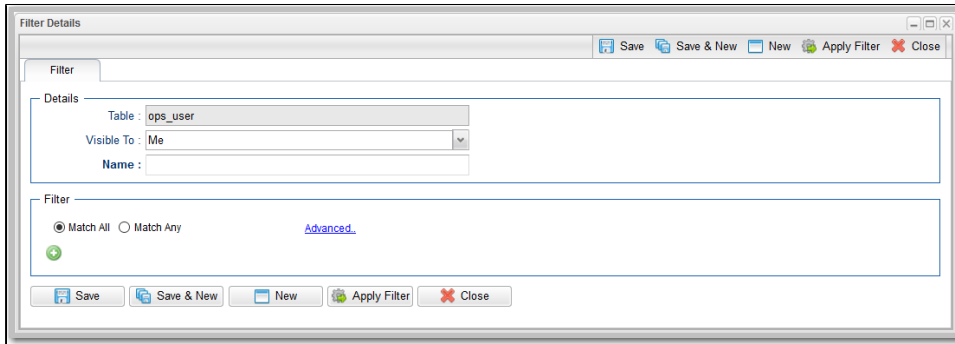 Filter Details
Save Save & New New Apply Filter Close
Filter
Details
Table : ops_user
Visible To : Me
Name :
Filter
Match All Match Any Advanced..
Save Save & New New Apply Filter Close